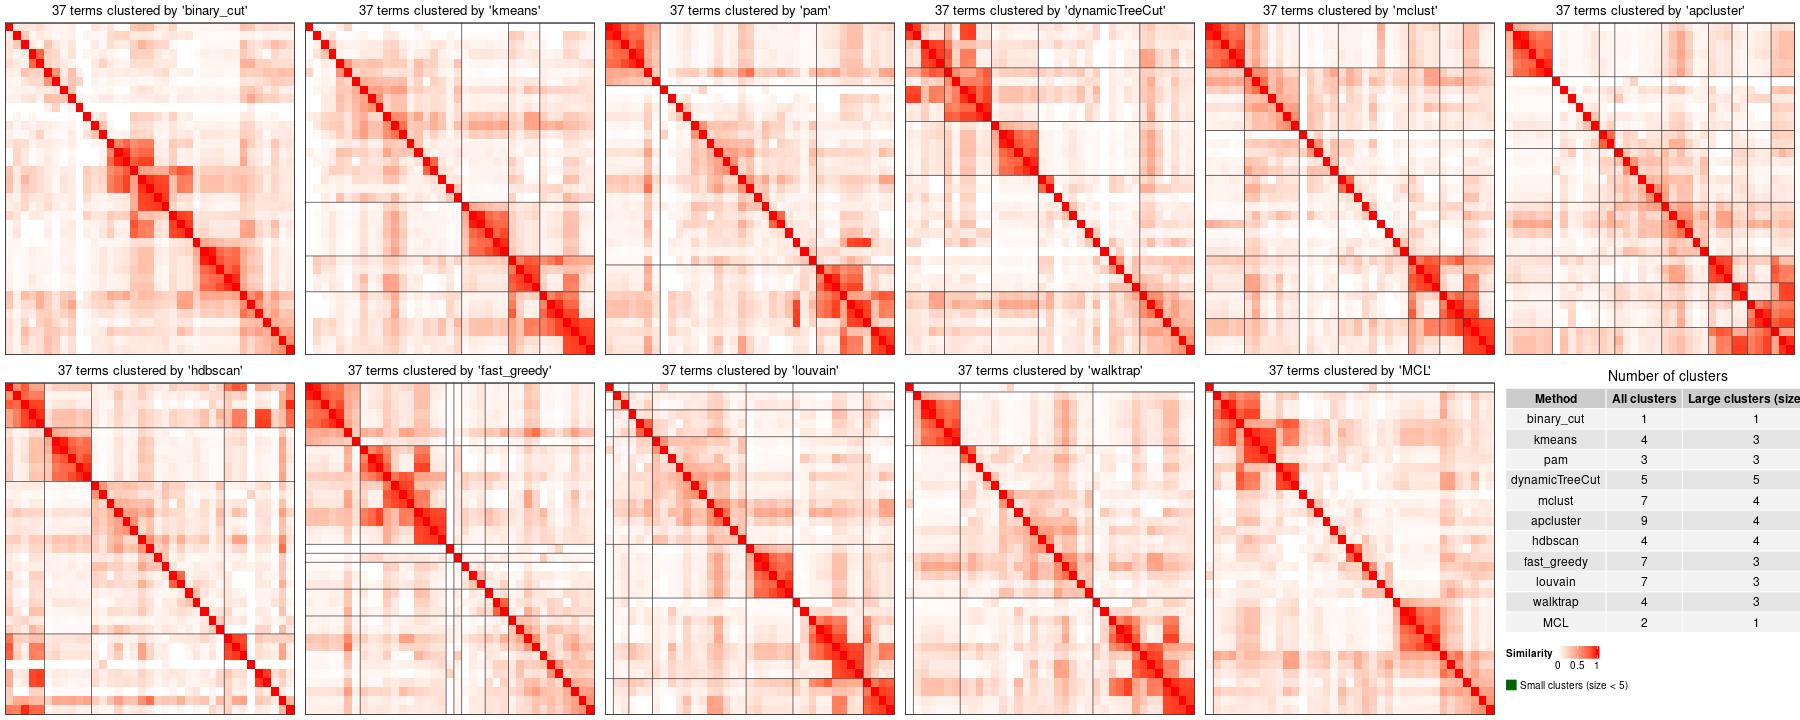 37 terms clustered by 'binary_cut'
37 terms clustered by 'kmeans'
37 terms clustered by 'pam'
37 terms clustered by 'dynamicTreeCut'
37 terms clustered by 'mclust'
37 terms clustered by 'apcluster'
37 terms clustered by 'hdbscan'
37 terms clustered by 'fast_greedy'
37 terms clustered by 'louvain'
37 terms clustered by 'walktrap'
37 terms clustered by 'MCL'
Number of clusters
Method All clusters Large clusters (size
binary_cut 1 1
kmeans 4 3
pam 3 3
dynamicTreeCut 5 5
mclust 7 4
apcluster 9 4
hdbscan 4 4
fast_greedy 7 3
louvain 7 3
walktrap 4 3
MCL 2 1
Similarity
0 0.5 1
Small clusters (size < 5)